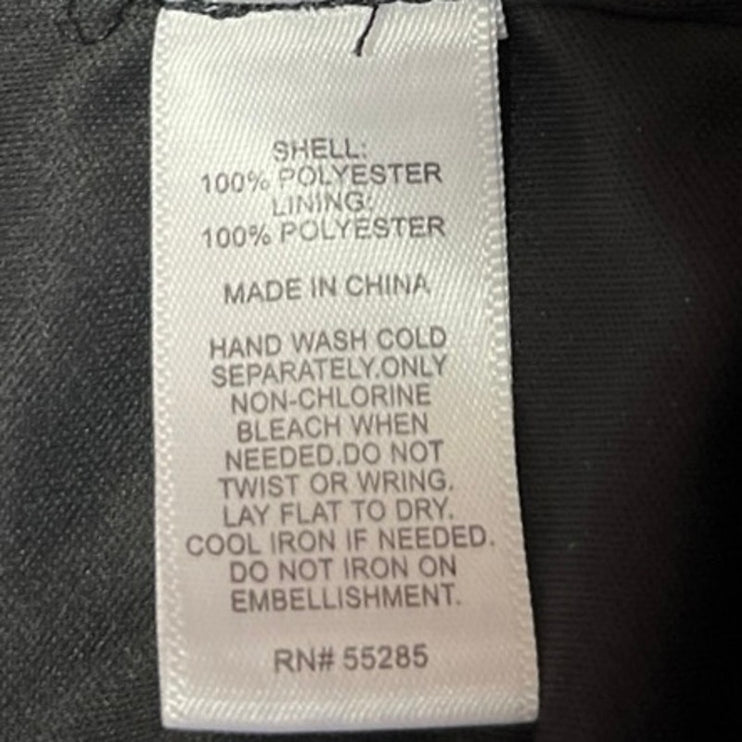 SHELL:
100% POLYESTER
LINING:
100% POLYESTER
MADE IN CHINA
HAND WASH COLD
SEPARATELY.ONLY
NON-CHLORINE
BLEACH WHEN
NEEDED.DO NOT
TWIST OR WRING.
LAY FLAT TO DRY.
COOL IRON IF NEEDED.
DO NOT IRON ON
EMBELLISHMENT.
RN# 55285